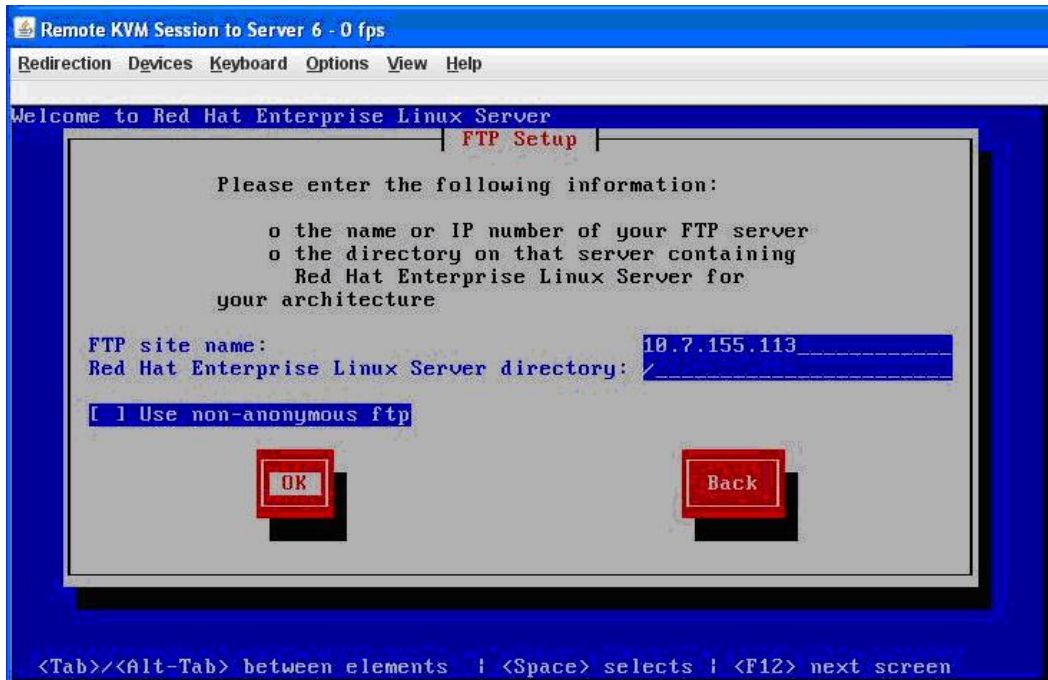 Remote KVM Session to Server 6 - 0 fps
Redirection Devices Keyboard Options View Help
Welcome to Red Hat Enterprise Linux Server
FTP Setup
Please enter the following information:
o the name or IP number of your FTP server
o the directory on that server containing
Red Hat Enterprise Linux Server for
your architecture
FTP site name: 10.7.155.113____________
Red Hat Enterprise Linux Server directory: /_______________________
[ ] Use non-anonymous ftp
OK Back
<Tab>/<Alt-Tab> between elements | <Space> selects | <F12> next screen